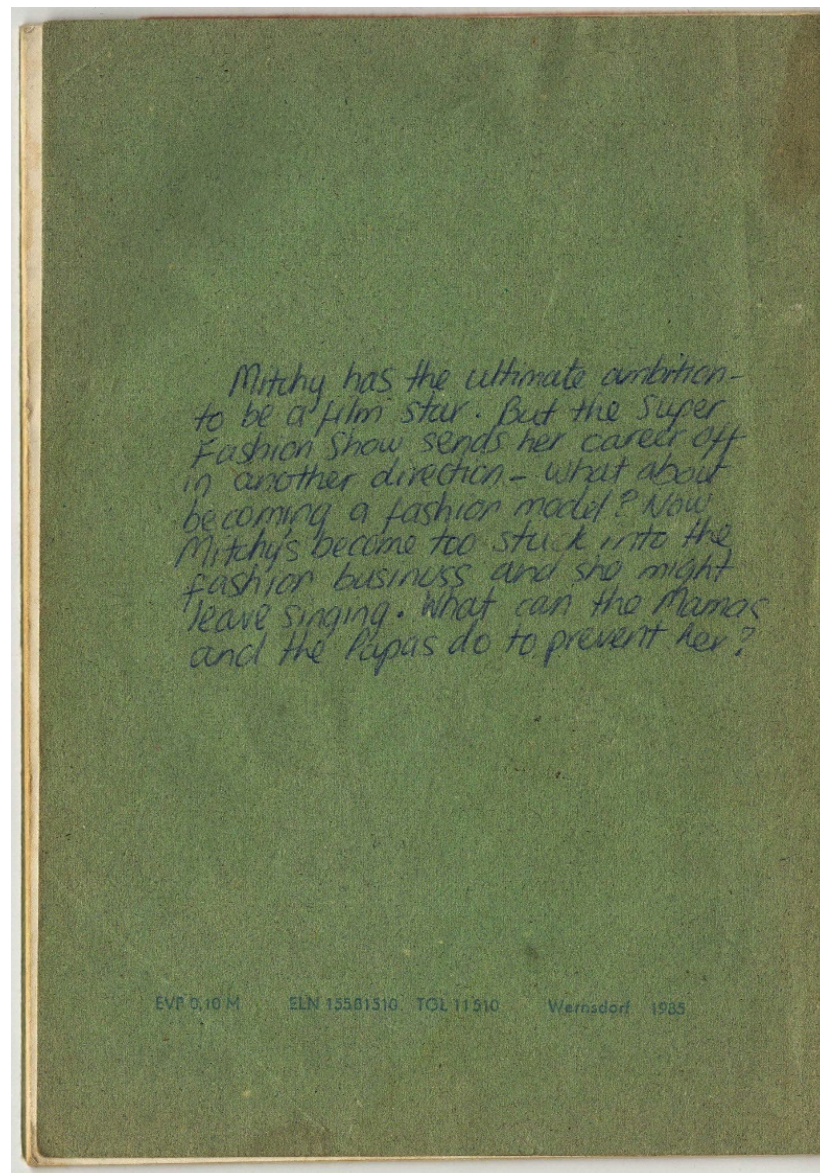 Mitchy has the ultimate ambition-
to be a film star. But the Super
Fashion Show sends her career off
in another direction - what about
becoming a fashion model? Now
Mitchy's become too stuck into the
fashion business and she might
leave singing. What can the Mamas
and the Papas do to prevent her?
EVP 0,10 M ELN 15581510 TGL 11510 Wernsdorf 1985